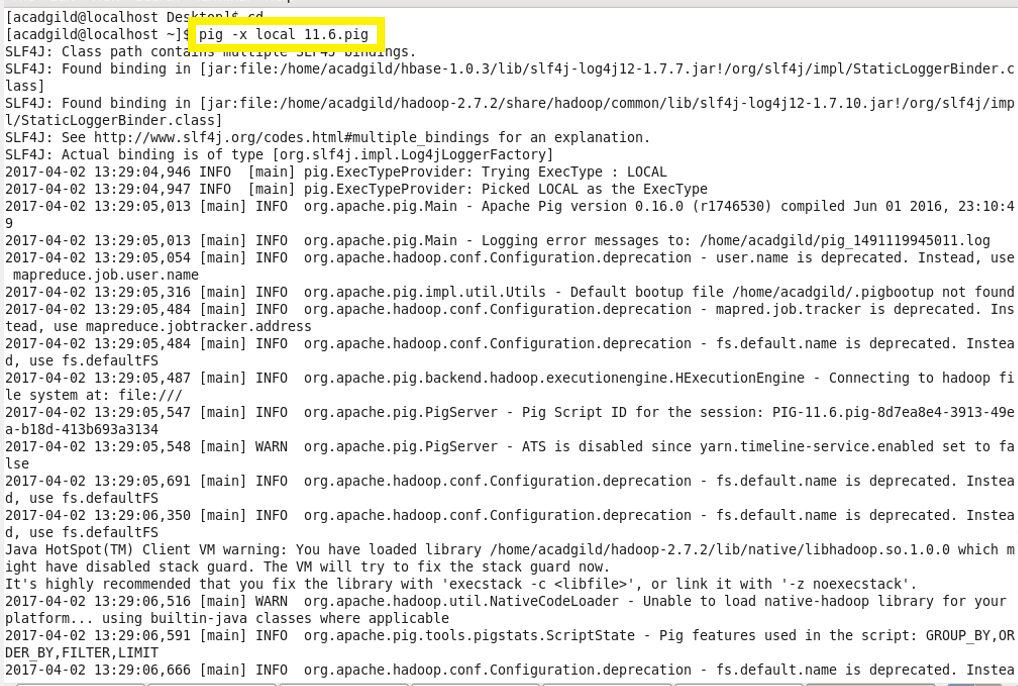 [acadgild@localhost Desktop]$ cd
[acadgild@localhost ~]$ pig -x local 11.6.pig
SLF4J: Class path contains multiple SLF4J bindings.
SLF4J: Found binding in [jar:file:/home/acadgild/hbase-1.0.3/lib/slf4j-log4j12-1.7.7.jar!/org/slf4j/impl/StaticLoggerBinder.c
lass]
SLF4J: Found binding in [jar:file:/home/acadgild/hadoop-2.7.2/share/hadoop/common/lib/slf4j-log4j12-1.7.10.jar!/org/slf4j/imp
l/StaticLoggerBinder.class]
SLF4J: See http://www.slf4j.org/codes.html#multiple_bindings for an explanation.
SLF4J: Actual binding is of type [org.slf4j.impl.Log4jLoggerFactory]
2017-04-02 13:29:04,946 INFO  [main] pig.ExecTypeProvider: Trying ExecType : LOCAL
2017-04-02 13:29:04,947 INFO  [main] pig.ExecTypeProvider: Picked LOCAL as the ExecType
2017-04-02 13:29:05,013 [main] INFO  org.apache.pig.Main - Apache Pig version 0.16.0 (r1746530) compiled Jun 01 2016, 23:10:4
9
2017-04-02 13:29:05,013 [main] INFO  org.apache.pig.Main - Logging error messages to: /home/acadgild/pig_1491119945011.log
2017-04-02 13:29:05,054 [main] INFO  org.apache.hadoop.conf.Configuration.deprecation - user.name is deprecated. Instead, use
 mapreduce.job.user.name
2017-04-02 13:29:05,316 [main] INFO  org.apache.pig.impl.util.Utils - Default bootup file /home/acadgild/.pigbootup not found
2017-04-02 13:29:05,484 [main] INFO  org.apache.hadoop.conf.Configuration.deprecation - mapred.job.tracker is deprecated. Ins
tead, use mapreduce.jobtracker.address
2017-04-02 13:29:05,484 [main] INFO  org.apache.hadoop.conf.Configuration.deprecation - fs.default.name is deprecated. Instea
d, use fs.defaultFS
2017-04-02 13:29:05,487 [main] INFO  org.apache.pig.backend.hadoop.executionengine.HExecutionEngine - Connecting to hadoop fi
le system at: file:///
2017-04-02 13:29:05,547 [main] INFO  org.apache.pig.PigServer - Pig Script ID for the session: PIG-11.6.pig-8d7ea8e4-3913-49e
a-b18d-413b693a3134
2017-04-02 13:29:05,548 [main] WARN  org.apache.pig.PigServer - ATS is disabled since yarn.timeline-service.enabled set to fa
lse
2017-04-02 13:29:05,691 [main] INFO  org.apache.hadoop.conf.Configuration.deprecation - fs.default.name is deprecated. Instea
d, use fs.defaultFS
2017-04-02 13:29:06,350 [main] INFO  org.apache.hadoop.conf.Configuration.deprecation - fs.default.name is deprecated. Instea
d, use fs.defaultFS
Java HotSpot(TM) Client VM warning: You have loaded library /home/acadgild/hadoop-2.7.2/lib/native/libhadoop.so.1.0.0 which m
ight have disabled stack guard. The VM will try to fix the stack guard now.
It's highly recommended that you fix the library with 'execstack -c <libfile>', or link it with '-z noexecstack'.
2017-04-02 13:29:06,516 [main] WARN  org.apache.hadoop.util.NativeCodeLoader - Unable to load native-hadoop library for your
platform... using builtin-java classes where applicable
2017-04-02 13:29:06,591 [main] INFO  org.apache.pig.tools.pigstats.ScriptState - Pig features used in the script: GROUP_BY,OR
DER_BY,FILTER,LIMIT
2017-04-02 13:29:06,666 [main] INFO  org.apache.hadoop.conf.Configuration.deprecation - fs.default.name is deprecated. Instea